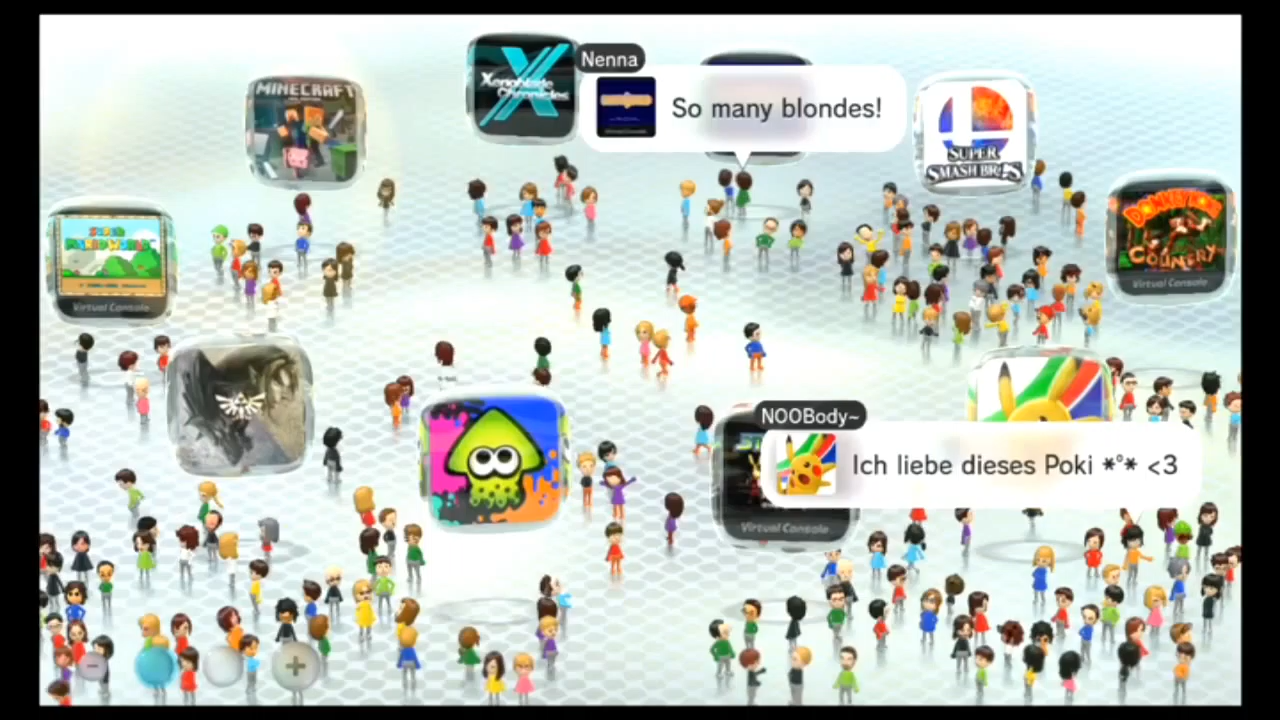 Nenna
So many blondes!
MINECRAFT
Xenoblade
Chronicles
SUPER
SMASH BROS
SUPER
MARIO WORLD
Virtual Console
DONKEY KONG
COUNTRY
Virtual Console
NOOBody~
Ich liebe dieses Poki *°* <3
Virtual Console